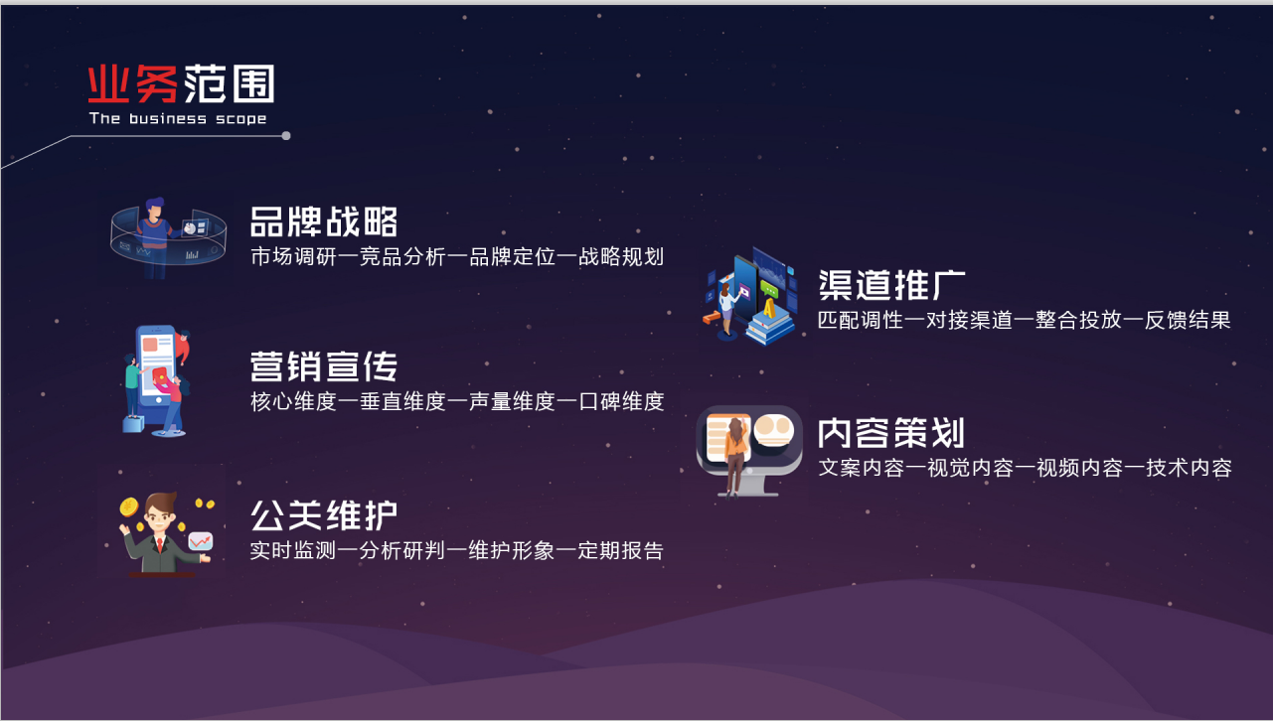 业务范围
The business scope
品牌战略
市场调研一竞品分析一品牌定位一战略规划
营销宣传
核心维度一垂直维度一声量维度一口碑维度
公关维护
实时监测一分析研判一维护形象一定期报告
渠道推广
匹配调性一对接渠道一整合投放一反馈结果
内容策划
文案内容一视觉内容一视频内容一技术内容